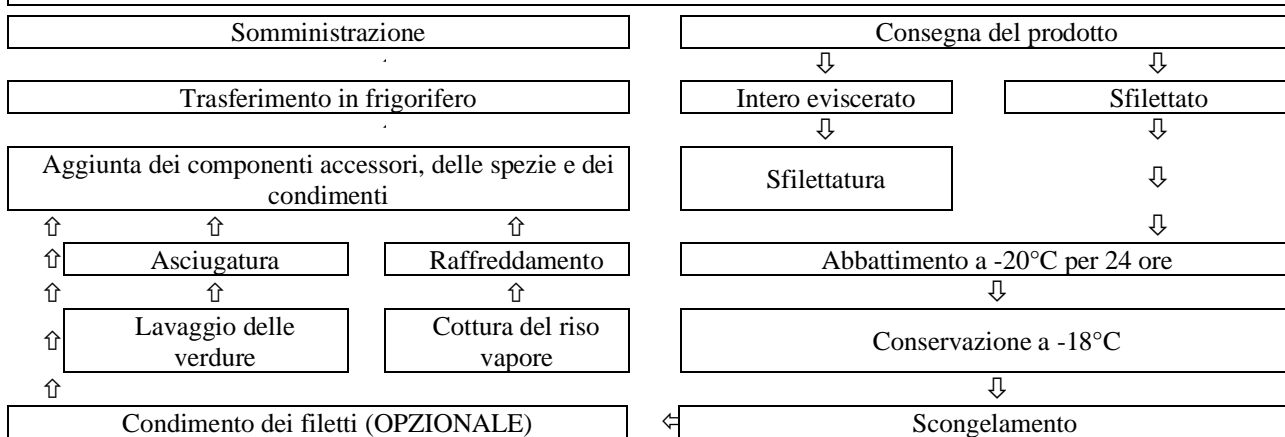 Somministrazione
Consegna del prodotto
Trasferimento in frigorifero
Intero eviscerato
Sfilettato
Aggiunta dei componenti accessori, delle spezie e dei
condimenti
Sfilettatura
Asciugatura
Raffreddamento
Abbattimento a -20°C per 24 ore
Lavaggio delle
verdure
Cottura del riso
vapore
Conservazione a -18°C
Condimento dei filetti (OPZIONALE)
Scongelamento